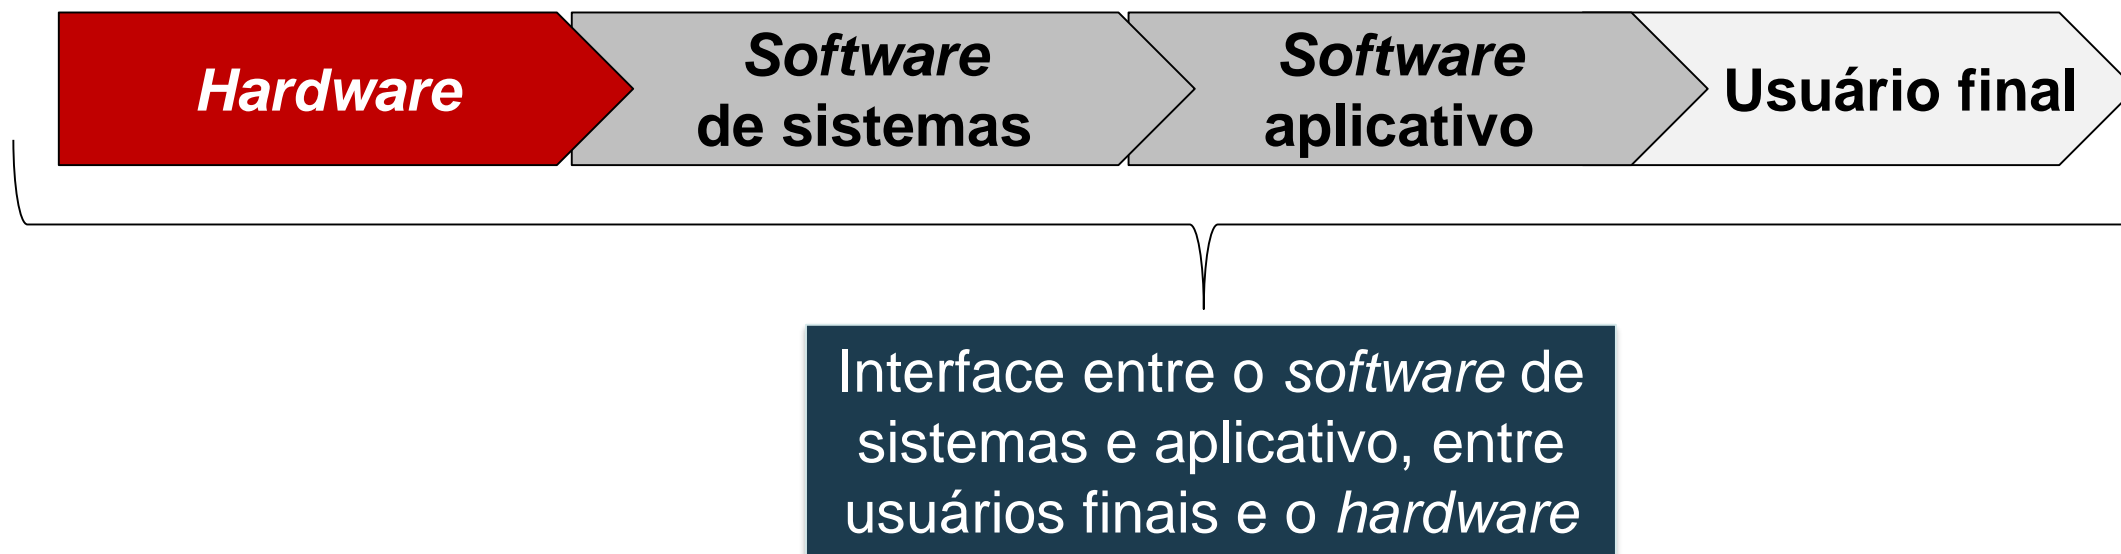 Hardware
Software
de sistemas
Software
aplicativo
Usuário final
Interface entre o software de
sistemas e aplicativo, entre
usuários finais e o hardware